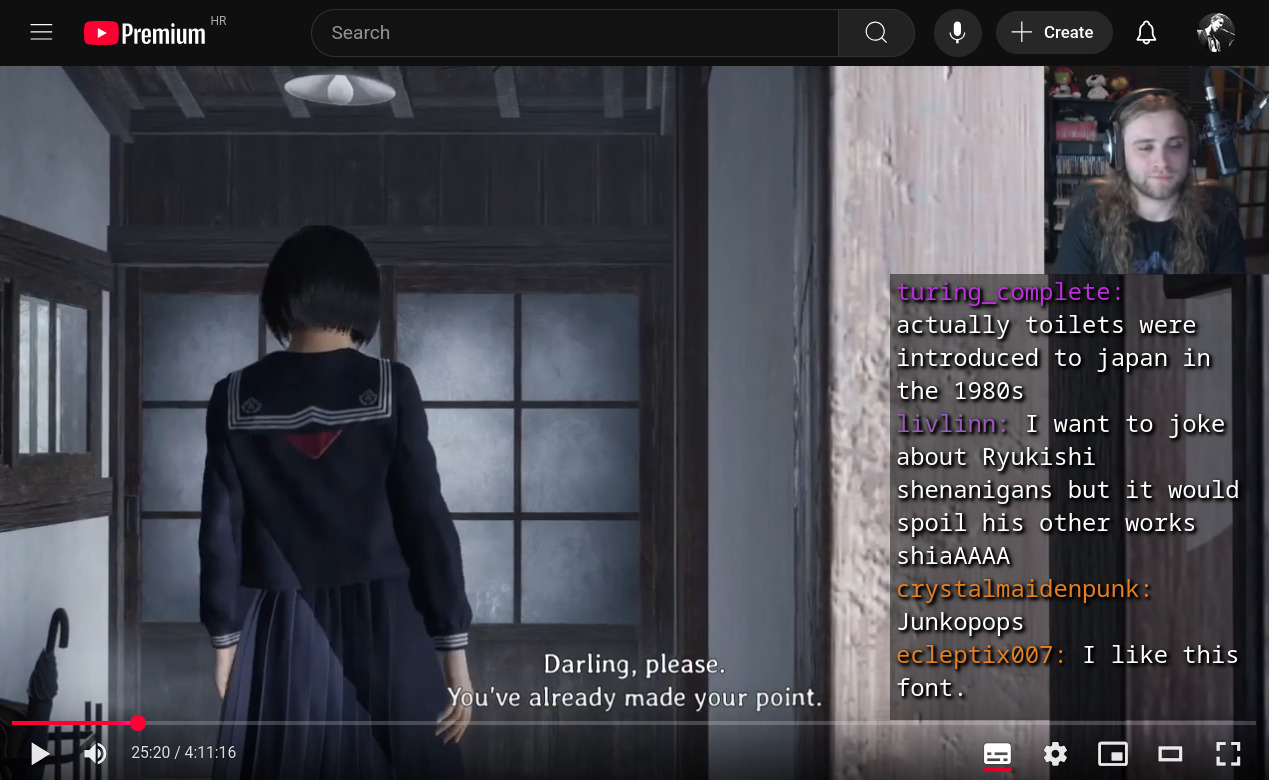 Premium HR
Search
Create
turing_complete:
actually toilets were
introduced to japan in
the 1980s
livlinn: I want to joke
about Ryukishi
shenanigans but it would
spoil his other works
shiaAAAA
crystalmaidenpunk:
Junkopops
ecleptix007: I like this
font.
Darling, please.
You've already made your point.
25:20 / 4:11:16